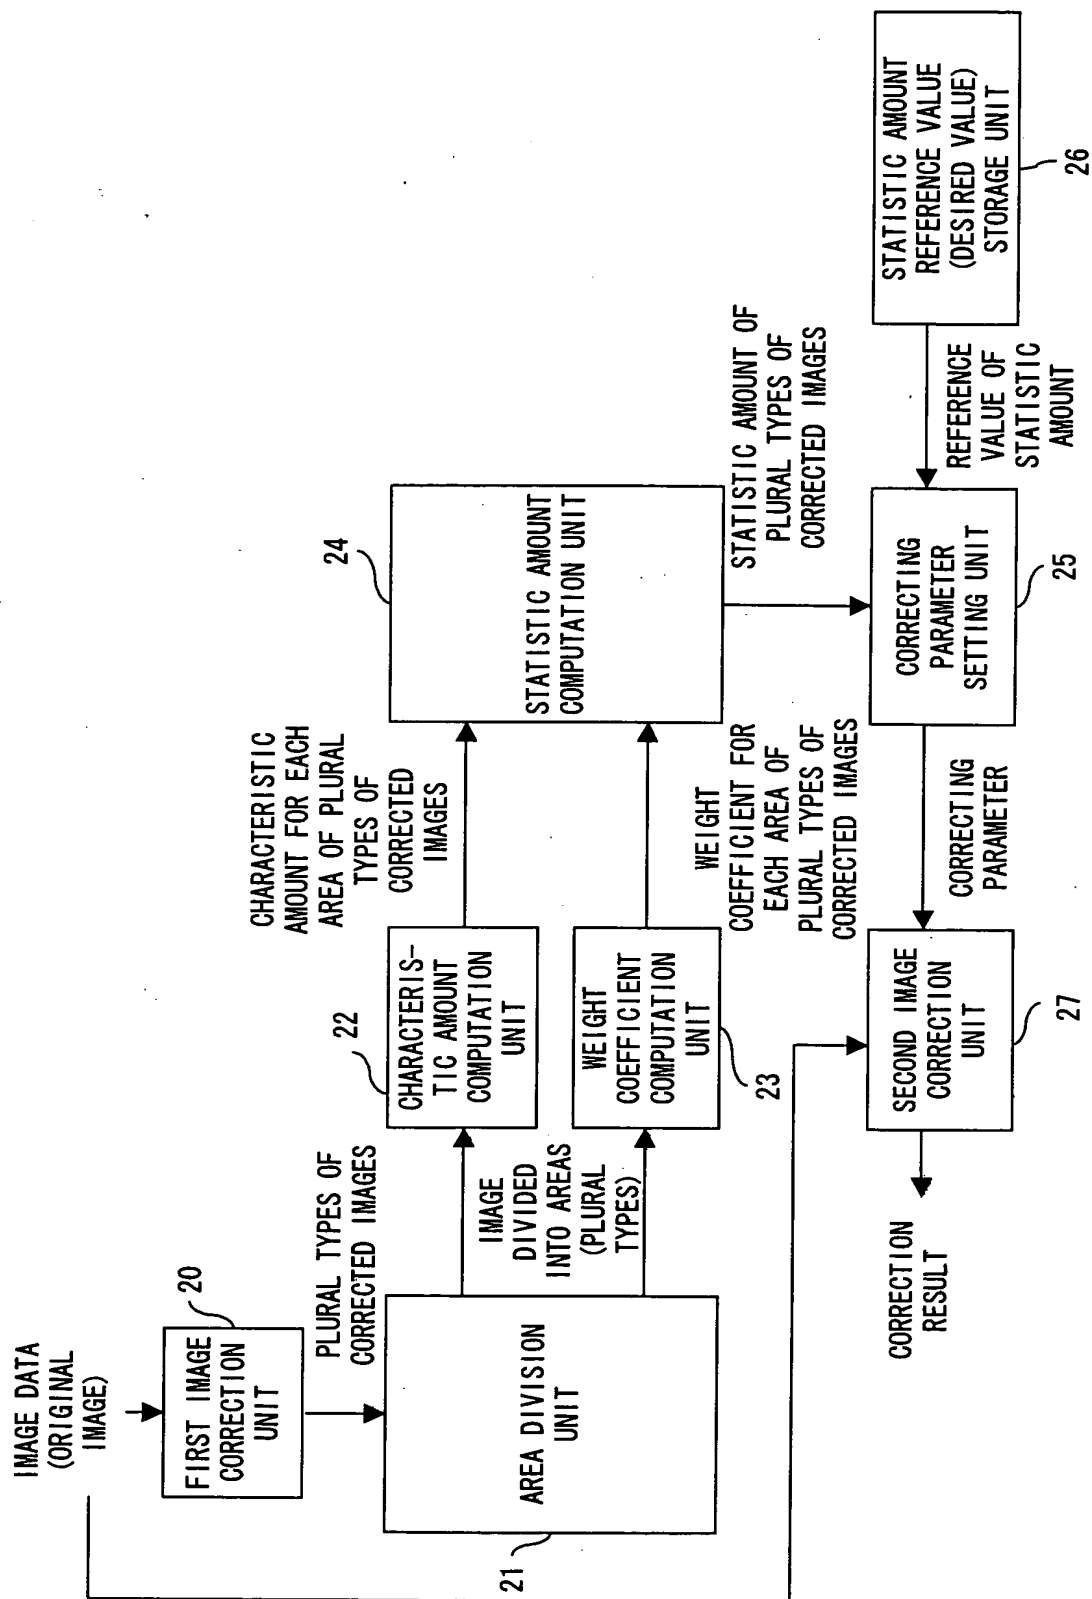 IMAGE DATA
(ORIGINAL
IMAGE)
20
FIRST IMAGE
CORRECTION
UNIT
PLURAL TYPES OF
CORRECTED IMAGES
21
AREA DIVISION
UNIT
IMAGE
DIVIDED
INTO AREAS
(PLURAL
TYPES)
22
CHARACTERIS-
TIC AMOUNT
COMPUTATION
UNIT
WEIGHT
COEFFICIENT
COMPUTATION
UNIT
23
CHARACTERISTIC
AMOUNT FOR EACH
AREA OF PLURAL
TYPES OF
CORRECTED
IMAGES
WEIGHT
COEFFICIENT FOR
EACH AREA OF
PLURAL TYPES OF
CORRECTED IMAGES
24
STATISTIC AMOUNT
COMPUTATION UNIT
STATISTIC AMOUNT OF
PLURAL TYPES OF
CORRECTED IMAGES
STATISTIC AMOUNT
REFERENCE VALUE
(DESIRED VALUE)
STORAGE UNIT
26
REFERENCE
VALUE OF
STATISTIC
AMOUNT
CORRECTING
PARAMETER
SETTING UNIT
25
CORRECTING
PARAMETER
SECOND IMAGE
CORRECTION
UNIT
27
CORRECTION
RESULT